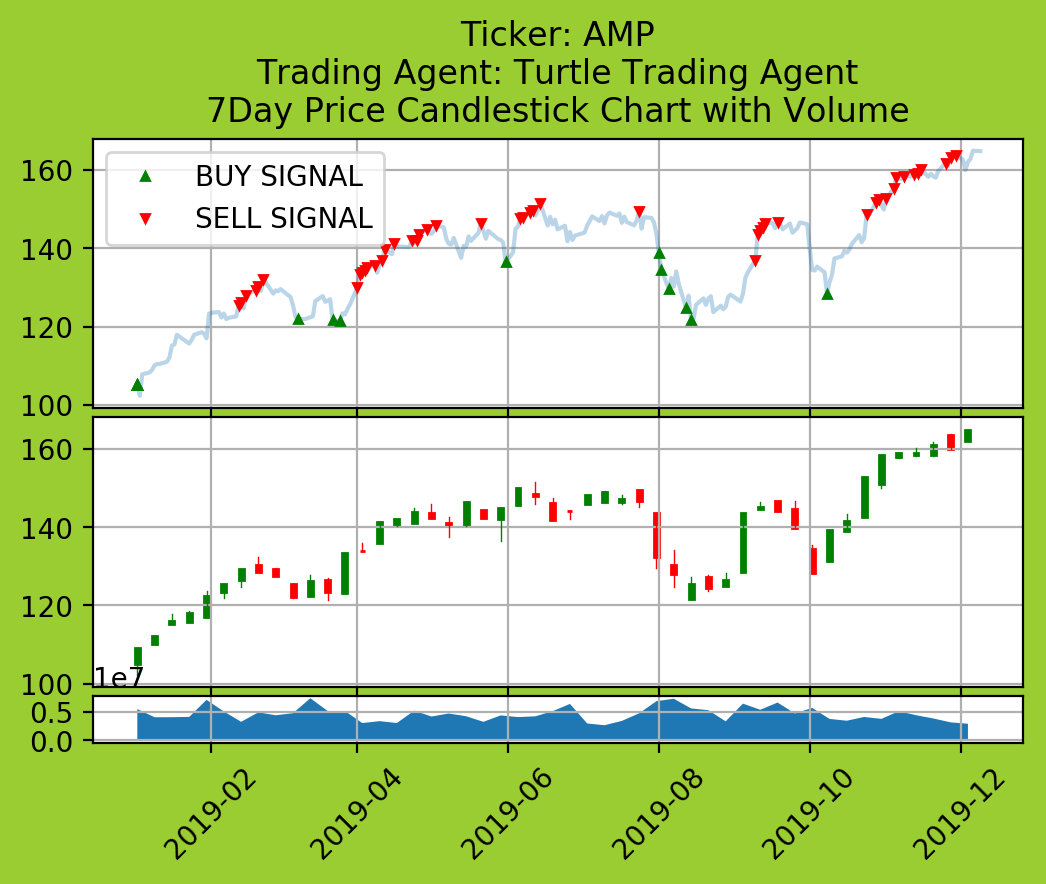 Ticker: AMP
Trading Agent: Turtle Trading Agent
7Day Price Candlestick Chart with Volume
BUY SIGNAL
SELL SIGNAL
160
140
120
100
160
140
120
100
1e7
0.5
0.0
2019-02
2019-04
2019-06
2019-08
2019-10
2019-12